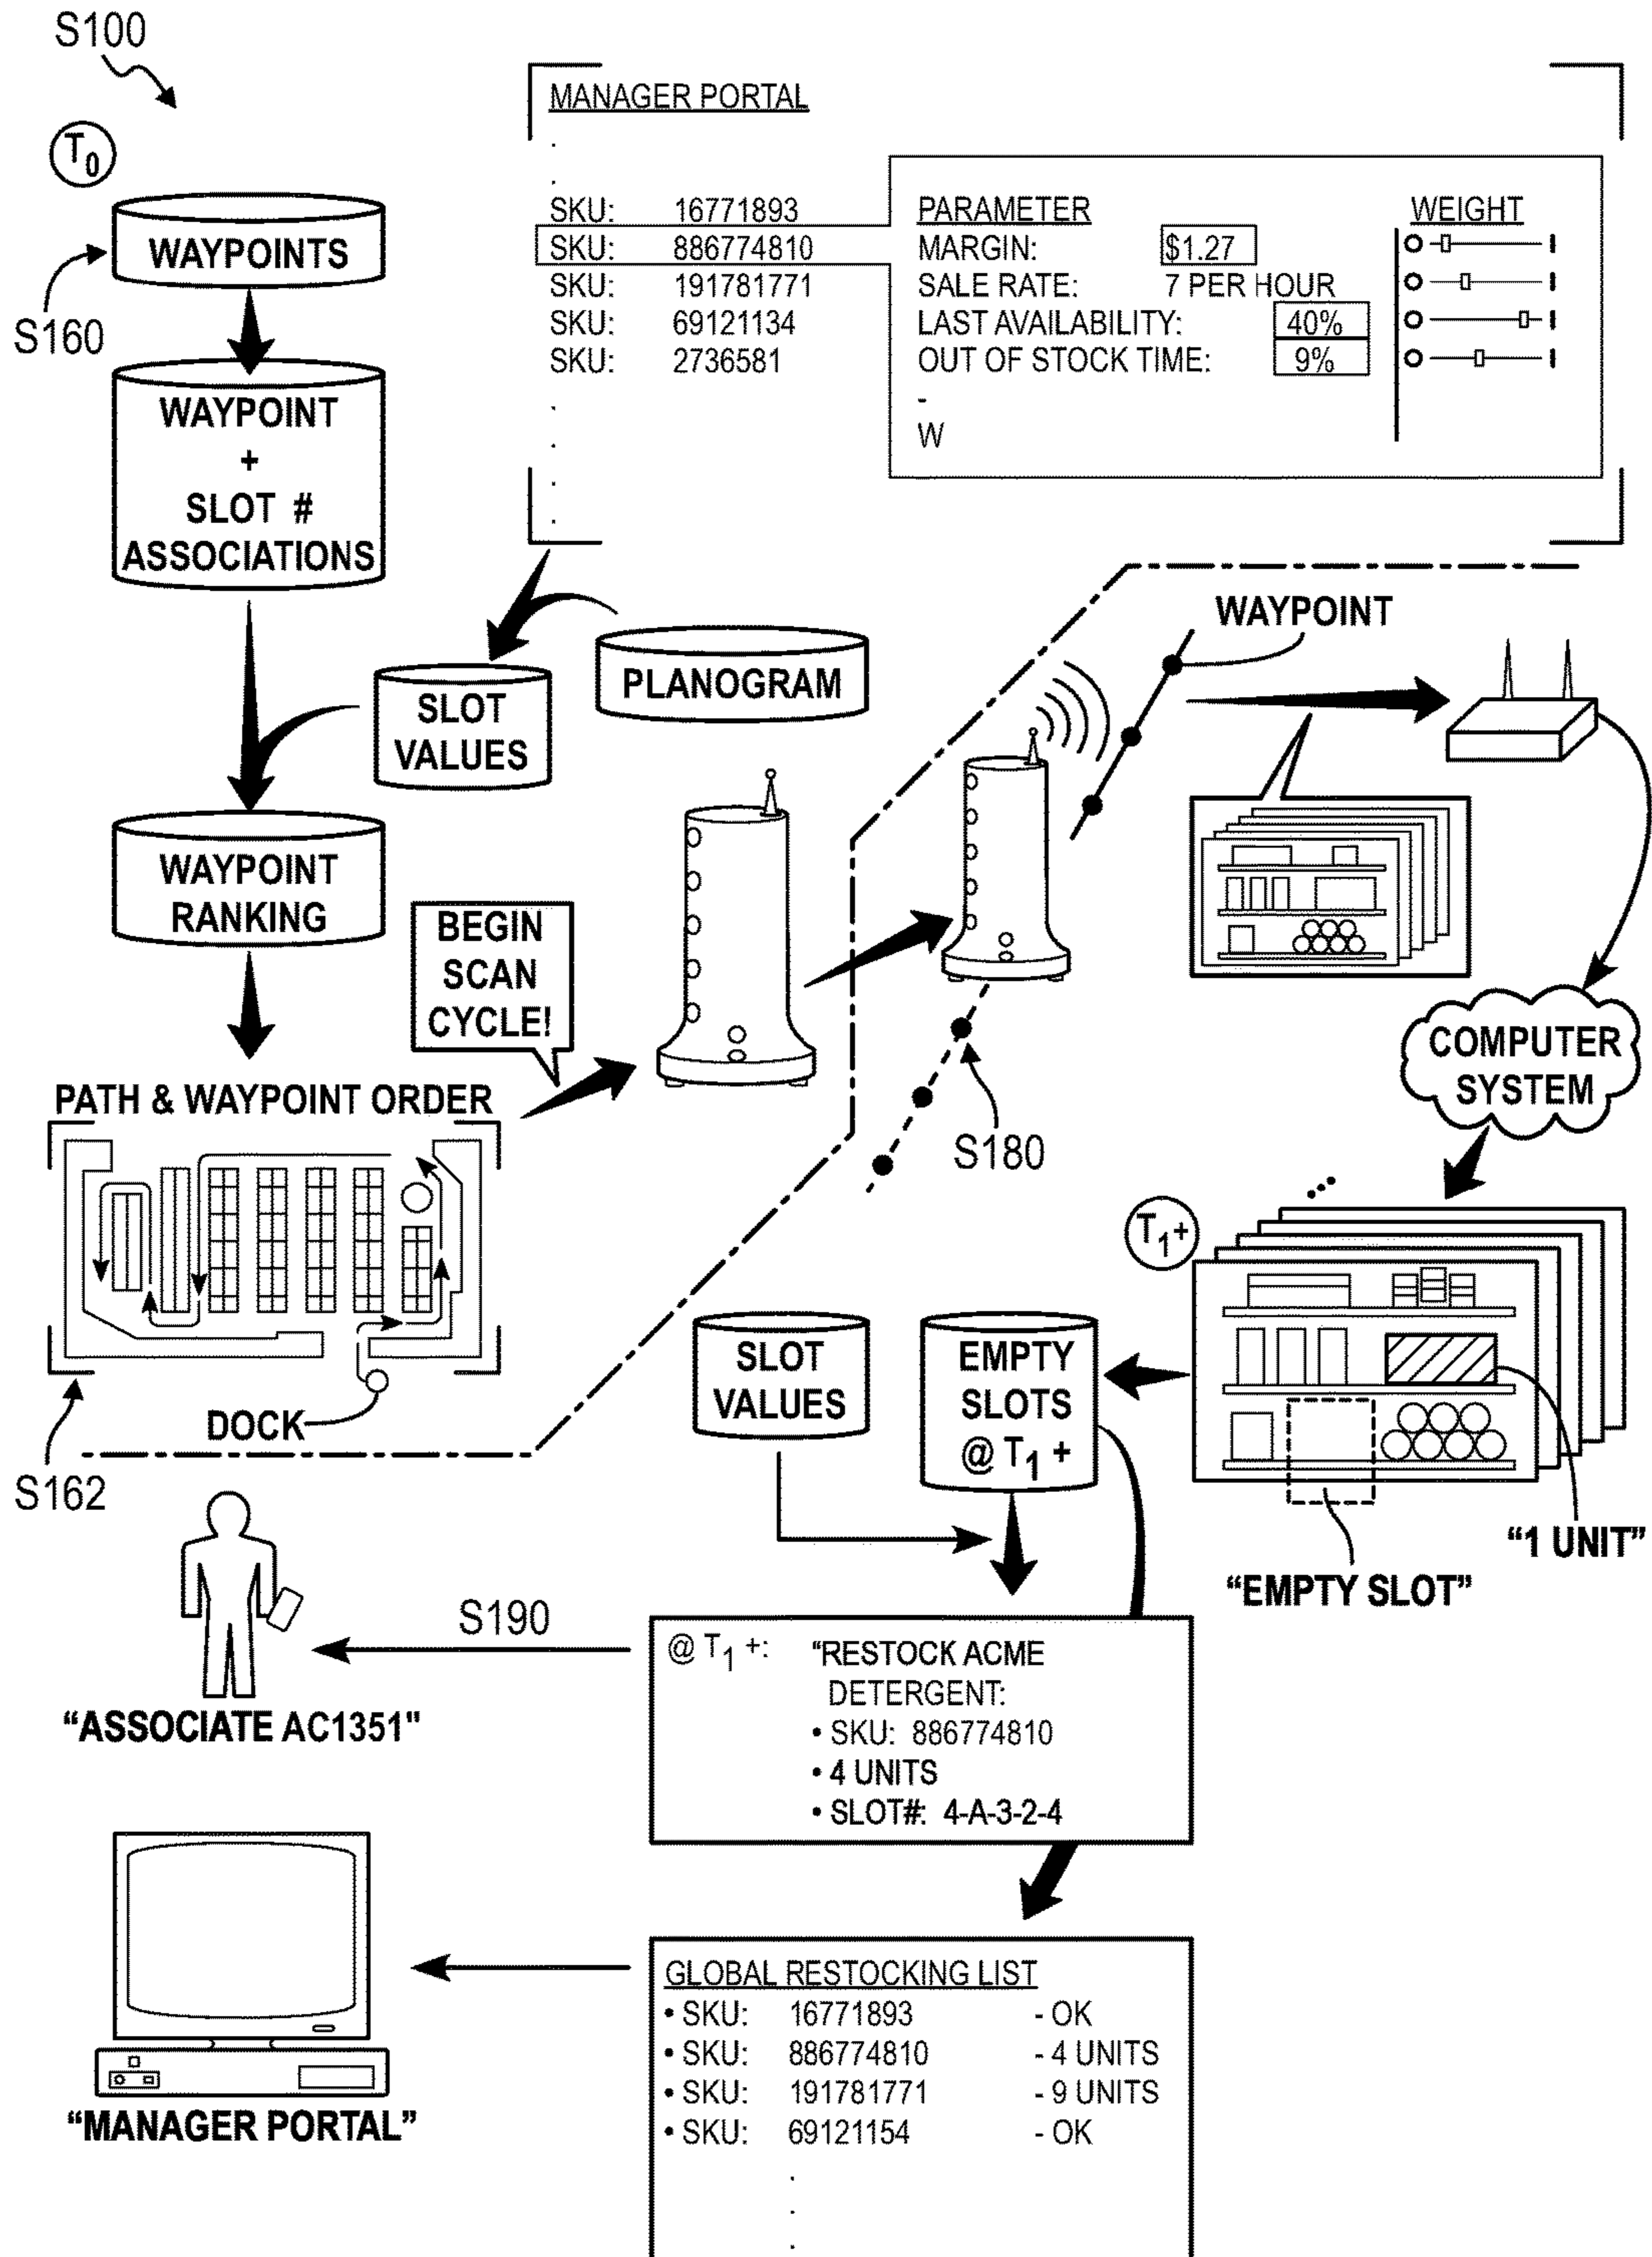 S100
T0
MANAGER PORTAL
SKU: 16771893
SKU: 886774810
SKU: 191781771
SKU: 69121134
SKU: 2736581
PARAMETER WEIGHT
MARGIN: $1.27
SALE RATE: 7 PER HOUR
LAST AVAILABILITY: 40%
OUT OF STOCK TIME: 9%
-
W
WAYPOINTS
S160
WAYPOINT
+
SLOT #
ASSOCIATIONS
PLANOGRAM
SLOT
VALUES
WAYPOINT
RANKING
BEGIN
SCAN
CYCLE!
PATH & WAYPOINT ORDER
DOCK
S162
WAYPOINT
S180
COMPUTER
SYSTEM
T1+
"1 UNIT"
"EMPTY SLOT"
SLOT
VALUES
EMPTY
SLOTS
@ T1 +
S190
"ASSOCIATE AC1351"
@ T1 +: "RESTOCK ACME
DETERGENT:
• SKU: 886774810
• 4 UNITS
• SLOT#: 4-A-3-2-4
"MANAGER PORTAL"
GLOBAL RESTOCKING LIST
• SKU: 16771893 - OK
• SKU: 886774810 - 4 UNITS
• SKU: 191781771 - 9 UNITS
• SKU: 69121154 - OK